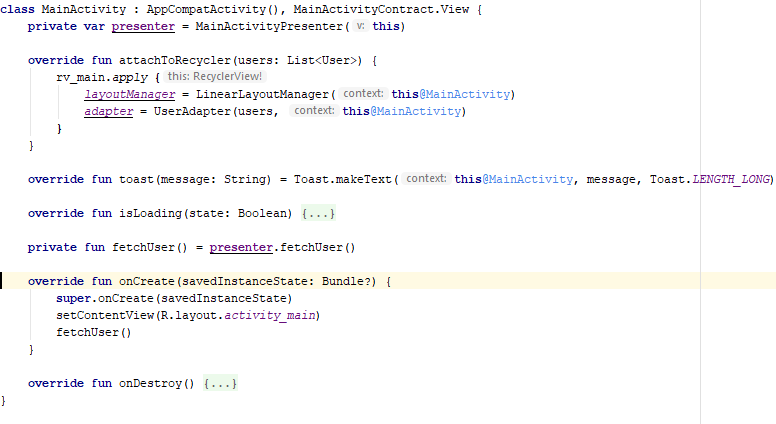 class MainActivity : AppCompatActivity(), MainActivityContract.View {
    private var presenter = MainActivityPresenter( v: this)
    override fun attachToRecycler(users: List<User>) {
        rv_main.apply { this: RecyclerView!
            layoutManager = LinearLayoutManager( context: this@MainActivity)
            adapter = UserAdapter(users, context: this@MainActivity)
        }
    }
    override fun toast(message: String) = Toast.makeText( context: this@MainActivity, message, Toast.LENGTH_LONG)
    override fun isLoading(state: Boolean) {...}
    private fun fetchUser() = presenter.fetchUser()
    override fun onCreate(savedInstanceState: Bundle?) {
        super.onCreate(savedInstanceState)
        setContentView(R.layout.activity_main)
        fetchUser()
    }
    override fun onDestroy() {...}
}